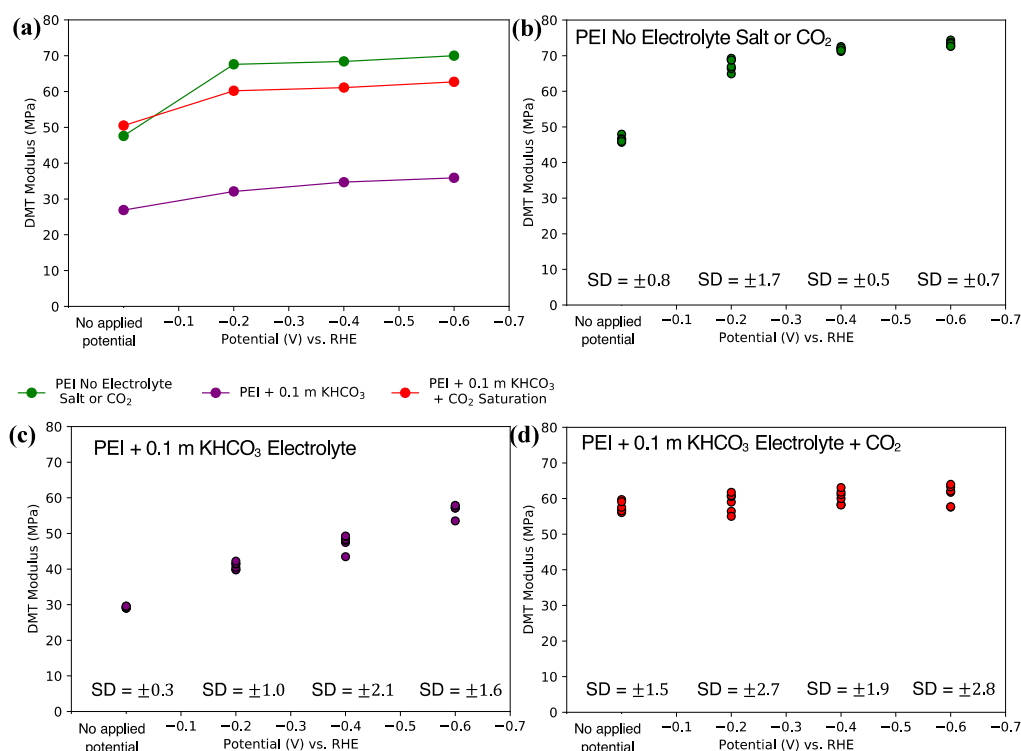 (a)
80
70
60
50
40
30
20
10
0
DMT Modulus (MPa)
No applied
potential
−0.1 −0.2 −0.3 −0.4 −0.5 −0.6 −0.7
Potential (V) vs. RHE
(b)
PEI No Electrolyte Salt or CO₂
80
70
60
50
40
30
20
10
0
DMT Modulus (MPa)
SD = ±0.8 SD = ±1.7 SD = ±0.5 SD = ±0.7
No applied
potential
−0.1 −0.2 −0.3 −0.4 −0.5 −0.6 −0.7
Potential (V) vs. RHE
PEI No Electrolyte
Salt or CO₂
PEI + 0.1 m KHCO₃
PEI + 0.1 m KHCO₃
+ CO₂ Saturation
(c)
PEI + 0.1 m KHCO₃ Electrolyte
80
70
60
50
40
30
20
10
0
DMT Modulus (MPa)
SD = ±0.3 SD = ±1.0 SD = ±2.1 SD = ±1.6
No applied
potential
−0.1 −0.2 −0.3 −0.4 −0.5 −0.6 −0.7
Potential (V) vs. RHE
(d)
PEI + 0.1 m KHCO₃ Electrolyte + CO₂
80
70
60
50
40
30
20
10
0
DMT Modulus (MPa)
SD = ±1.5 SD = ±2.7 SD = ±1.9 SD = ±2.8
No applied
potential
−0.1 −0.2 −0.3 −0.4 −0.5 −0.6 −0.7
Potential (V) vs. RHE